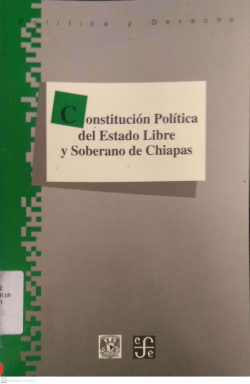 Política y Derecho
Constitución Política
del Estado Libre
y Soberano de Chiapas